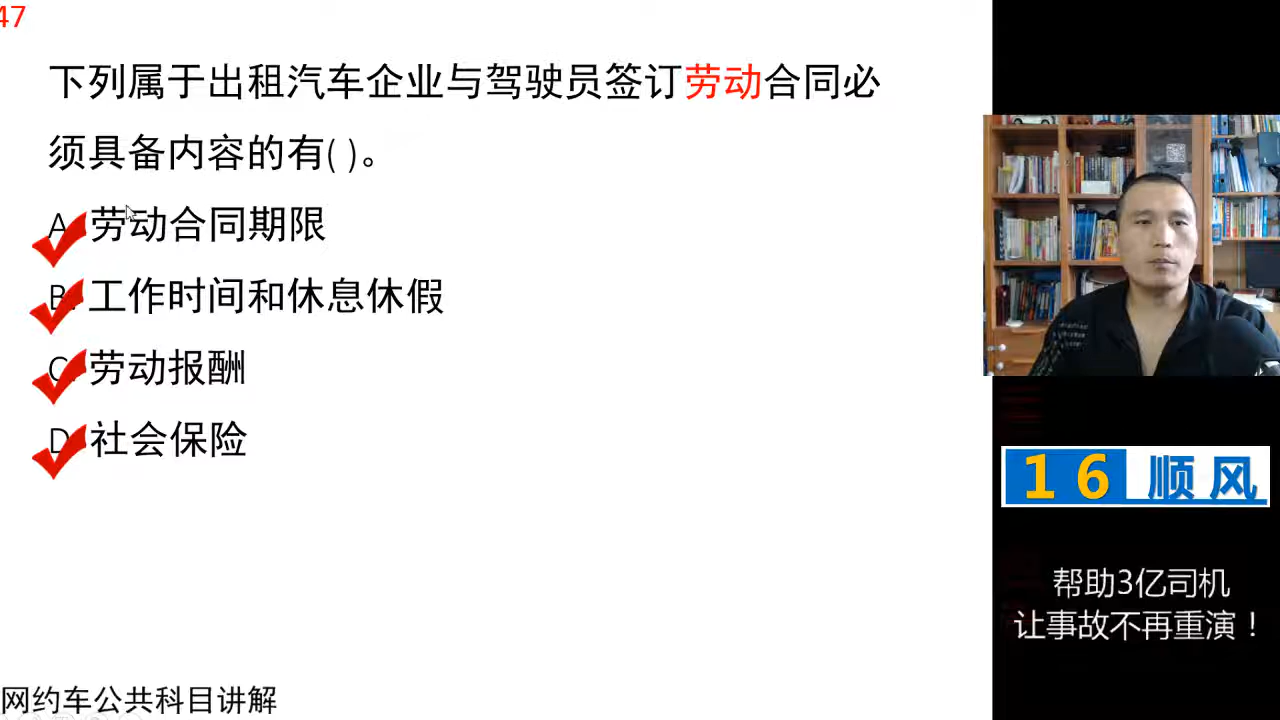 47
下列属于出租汽车企业与驾驶员签订劳动合同必
须具备内容的有( )。
A. 劳动合同期限
B. 工作时间和休息休假
C. 劳动报酬
D. 社会保险
16 顺风
帮助3亿司机
让事故不再重演！
网约车公共科目讲解